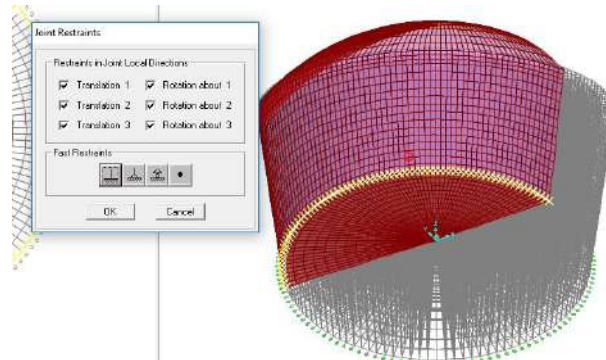 Joint Restraints
Restraints in Joint Local Directions
Translation 1
Rotation about 1
Translation 2
Rotation about 2
Translation 3
Rotation about 3
Fast Restraints
OK
Cancel